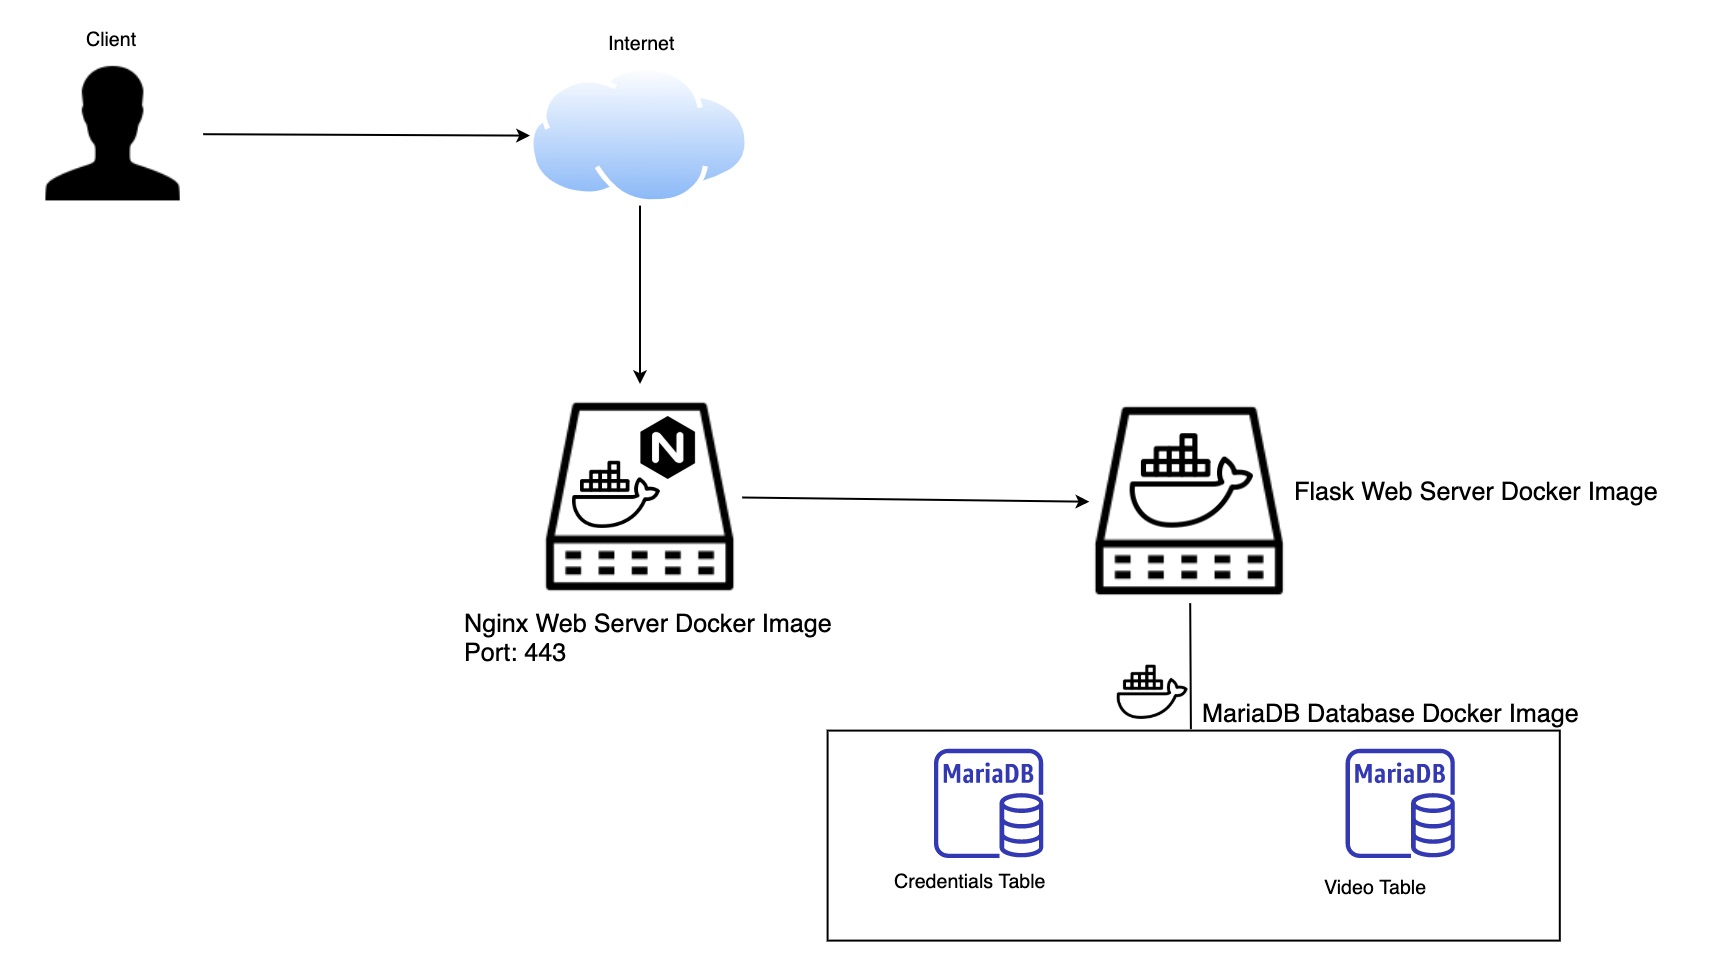 Client
Internet
N
Nginx Web Server Docker Image
Port: 443
Flask Web Server Docker Image
MariaDB Database Docker Image
MariaDB
MariaDB
Credentials Table
Video Table